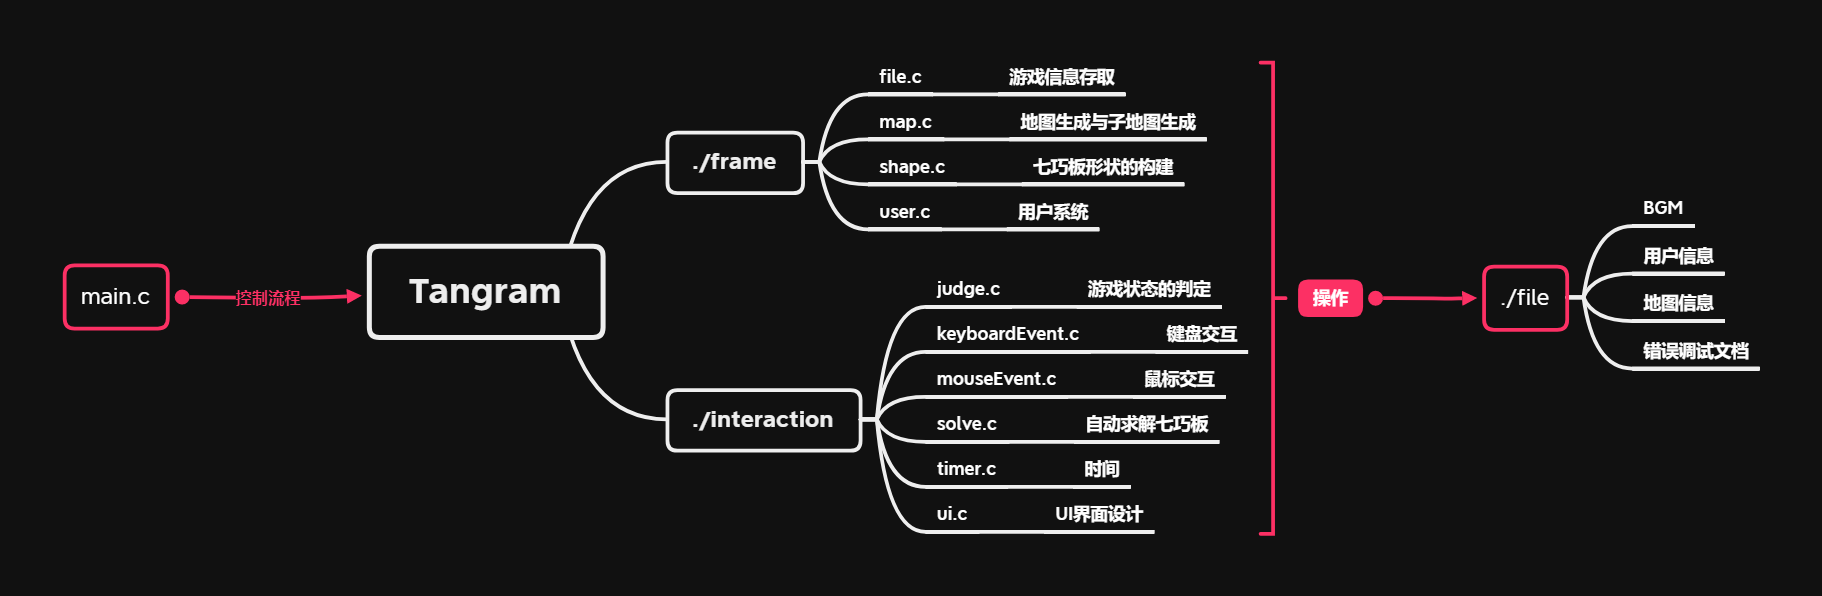 main.c
控制流程
Tangram
./frame
file.c 游戏信息存取
map.c 地图生成与子地图生成
shape.c 七巧板形状的构建
user.c 用户系统
./interaction
judge.c 游戏状态的判定
keyboardEvent.c 键盘交互
mouseEvent.c 鼠标交互
solve.c 自动求解七巧板
timer.c 时间
ui.c UI界面设计
操作
./file
BGM
用户信息
地图信息
错误调试文档